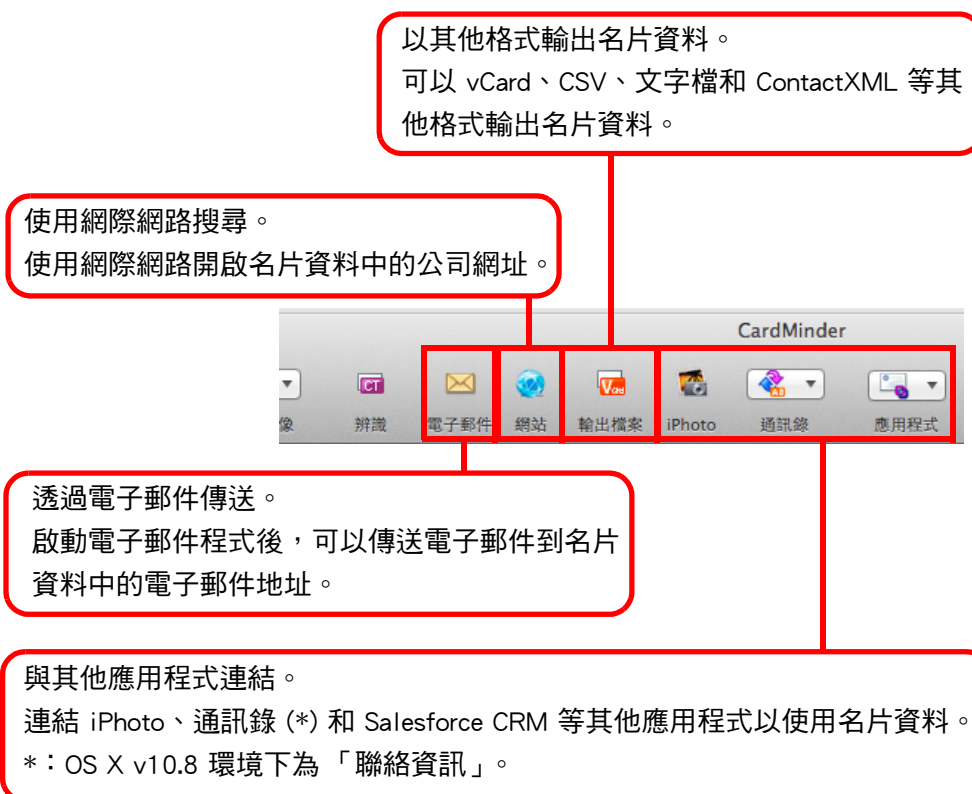 以其他格式輸出名片資料。
可以 vCard、CSV、文字檔和 ContactXML 等其
他格式輸出名片資料。
使用網際網路搜尋。
使用網際網路開啟名片資料中的公司網址。
CardMinder
CT
VCard
像 辨識 電子郵件 網站 輸出檔案 iPhoto 通訊錄 應用程式
透過電子郵件傳送。
啟動電子郵件程式後，可以傳送電子郵件到名片
資料中的電子郵件地址。
與其他應用程式連結。
連結 iPhoto、通訊錄 (*) 和 Salesforce CRM 等其他應用程式以使用名片資料。
*：OS X v10.8 環境下為 「聯絡資訊」。